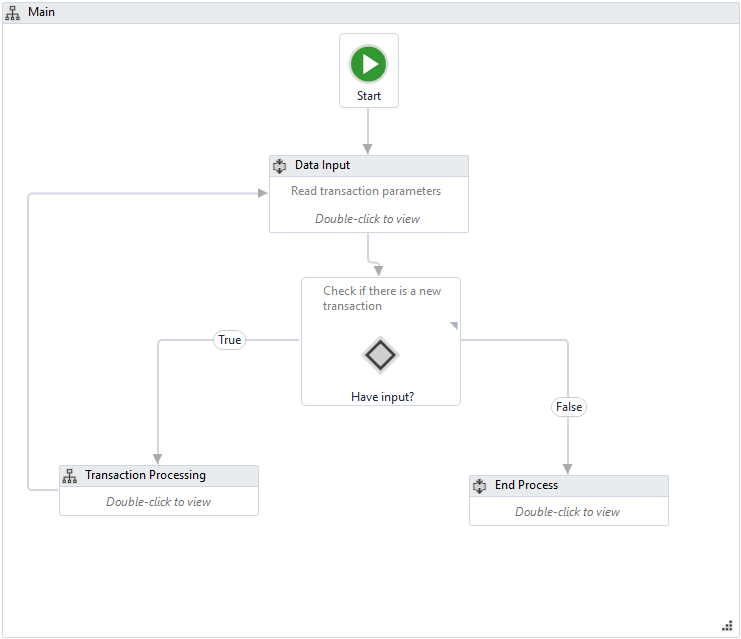 Main
Start
Data Input
Read transaction parameters
Double-click to view
Check if there is a new
transaction
True
Have input?
False
Transaction Processing
Double-click to view
End Process
Double-click to view